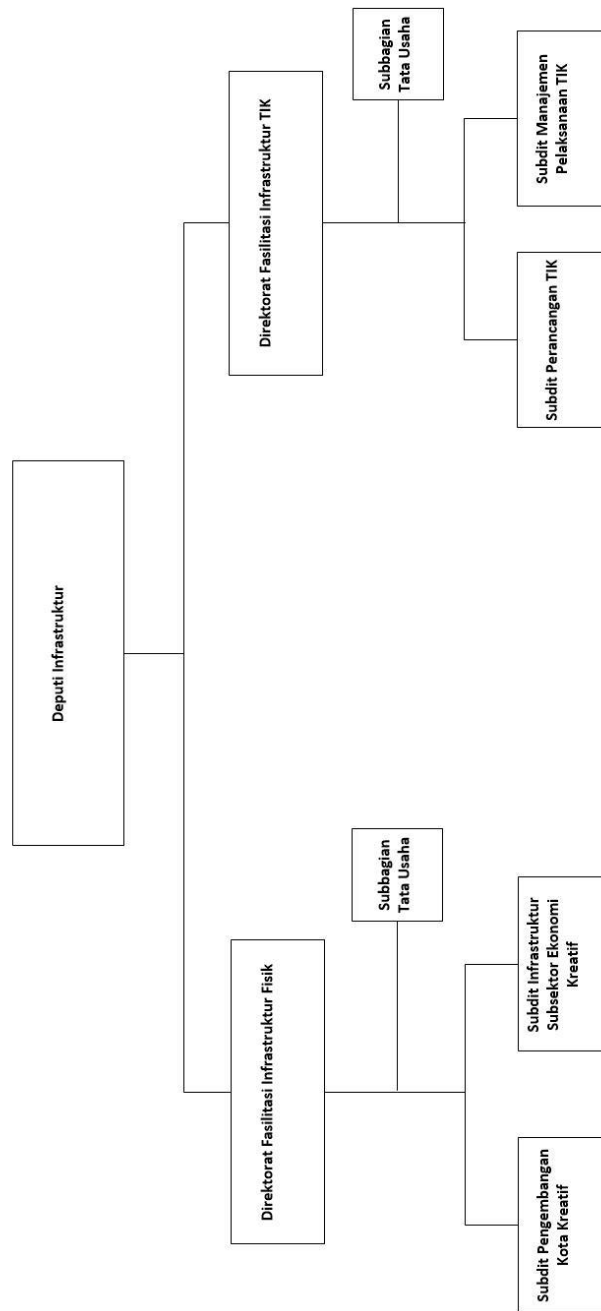 Deputi Infrastruktur
Direktorat Fasilitasi Infrastruktur Fisik
Direktorat Fasilitasi Infrastruktur TIK
Subbagian
Tata Usaha
Subbagian
Tata Usaha
Subdit Pengembangan
Kota Kreatif
Subdit Infrastruktur
Subsektor Ekonomi
Kreatif
Subdit Perancangan TIK
Subdit Manajemen
Pelaksanaan TIK